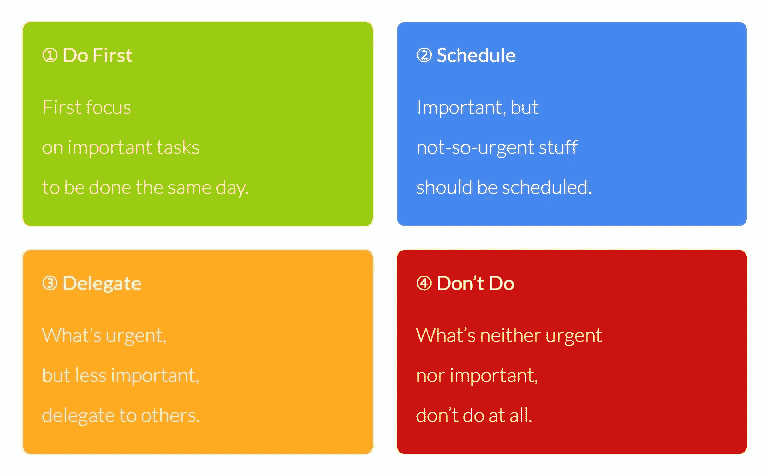 ① Do First
First focus
on important tasks
to be done the same day.
② Schedule
Important, but
not-so-urgent stuff
should be scheduled.
③ Delegate
What's urgent,
but less important,
delegate to others.
④ Don’t Do
What’s neither urgent
nor important,
don’t do at all.